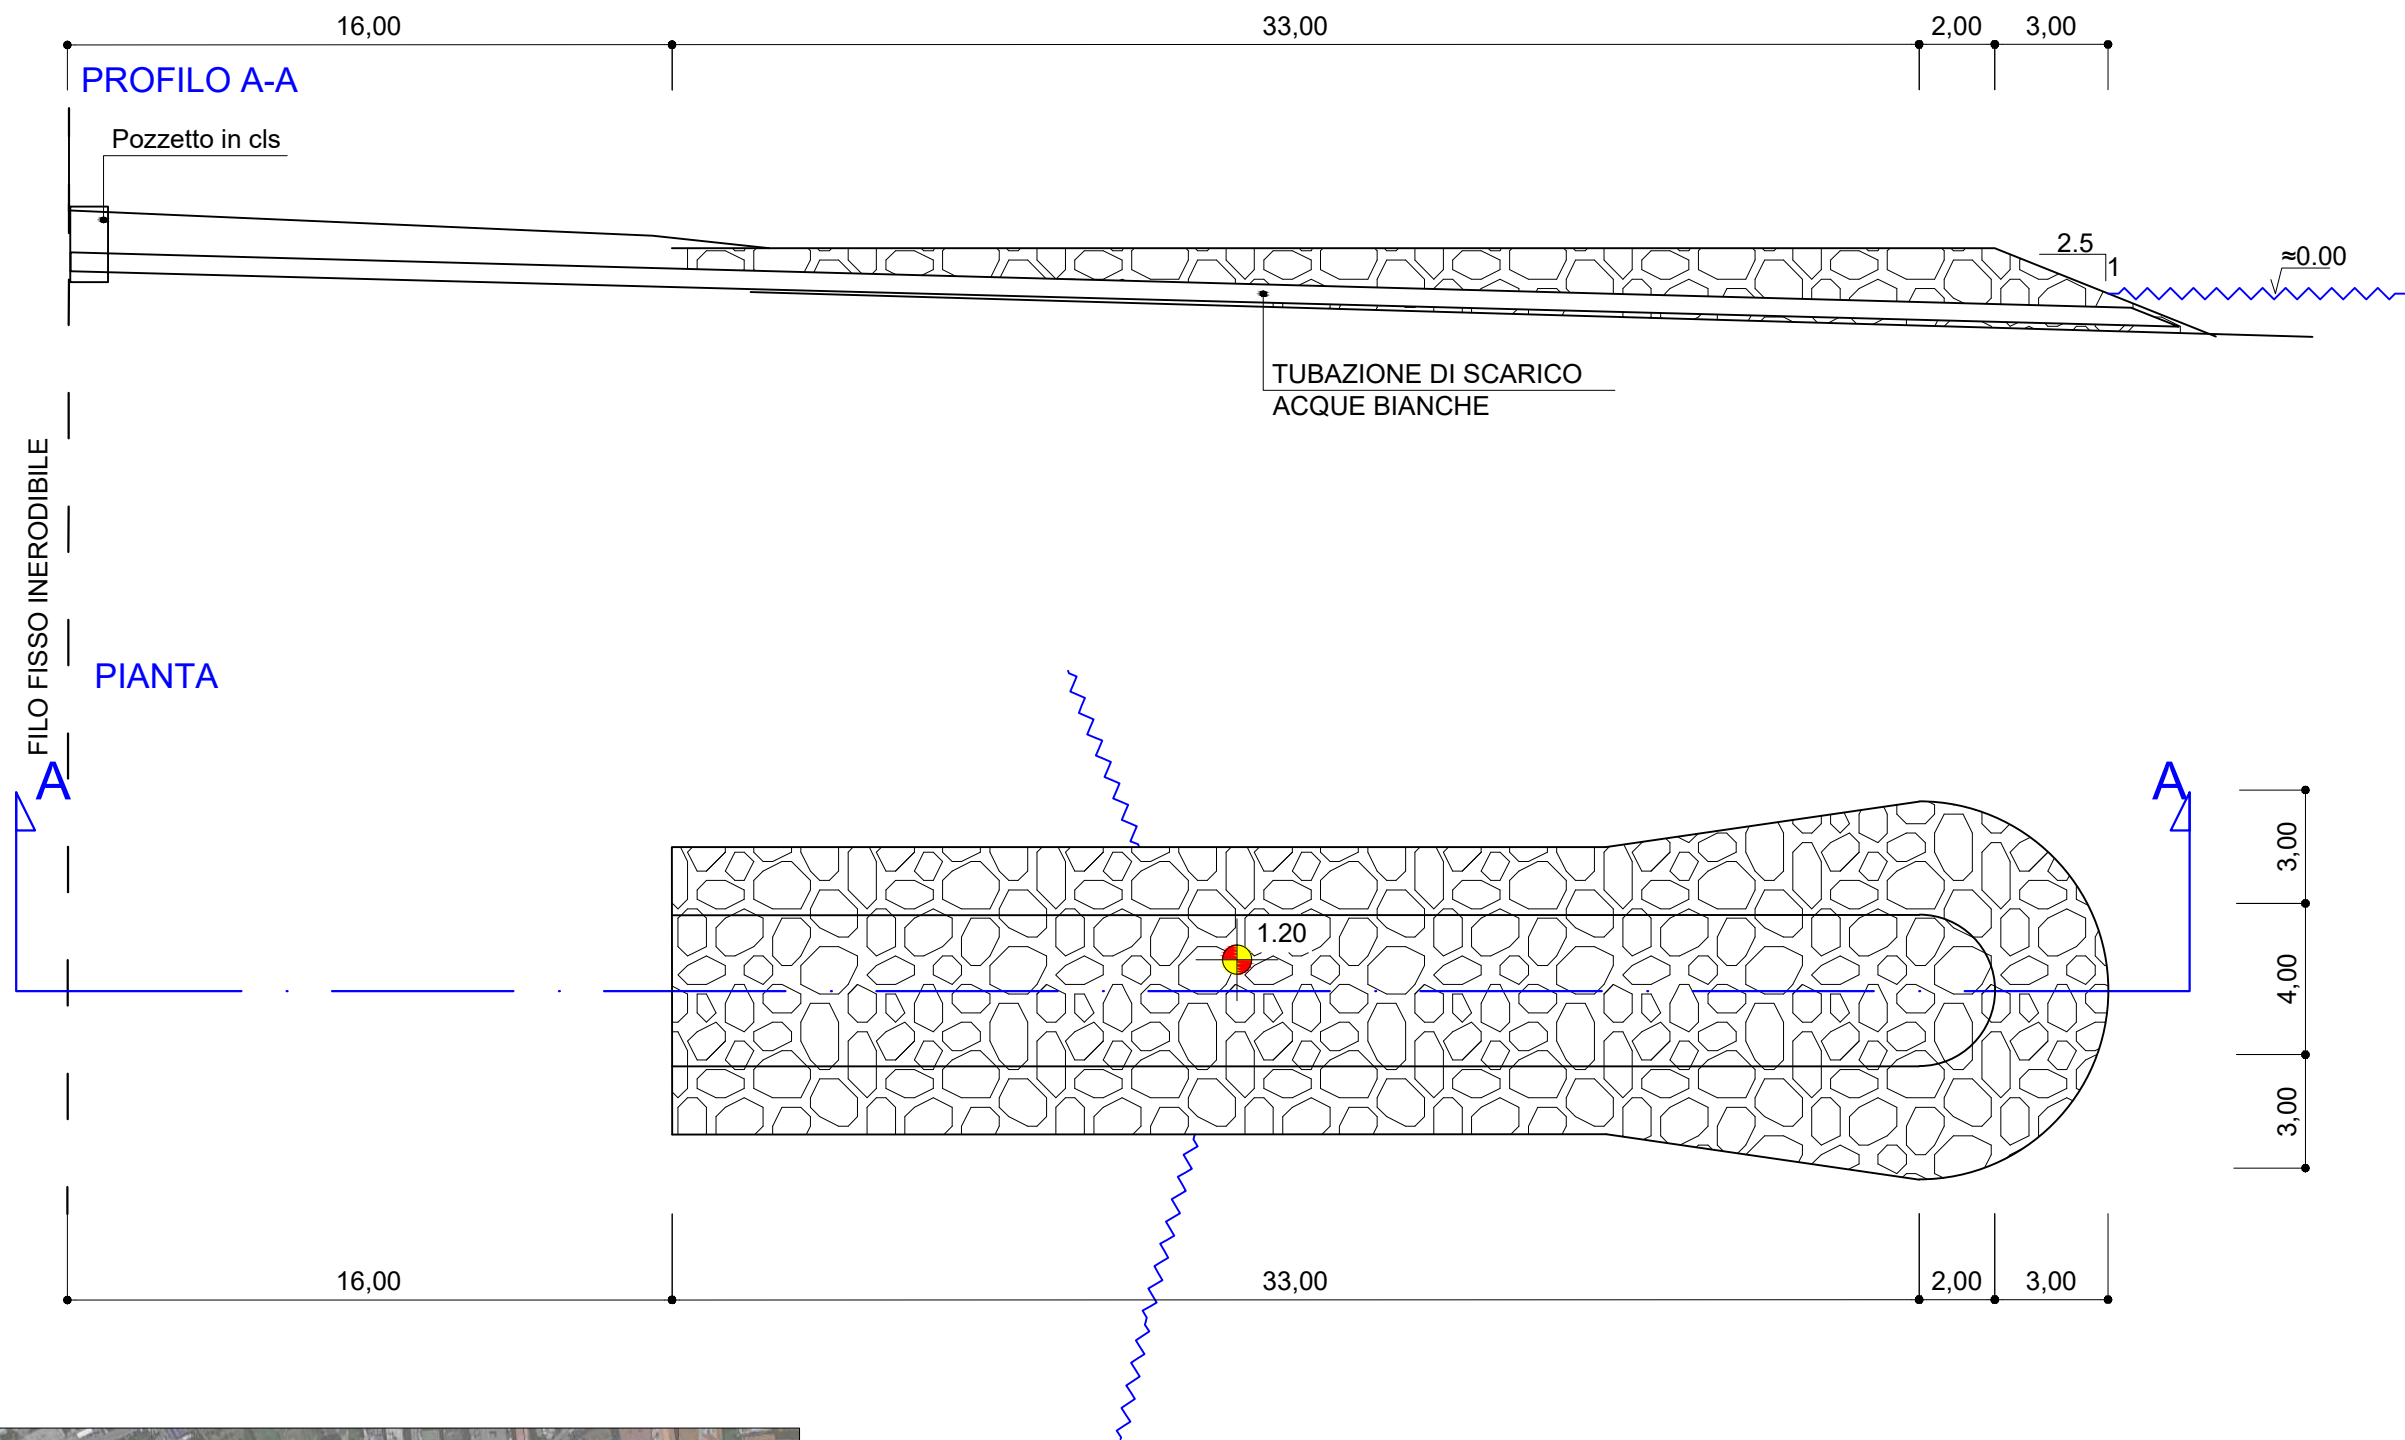 16,00
33,00
2,00
3,00
PROFILO A-A
Pozzetto in cls
2.5
1
≈0.00
TUBAZIONE DI SCARICO
ACQUE BIANCHE
FILO FISSO INERODIBILE
PIANTA
A
A
3,00
1.20
4,00
3,00
16,00
33,00
2,00
3,00